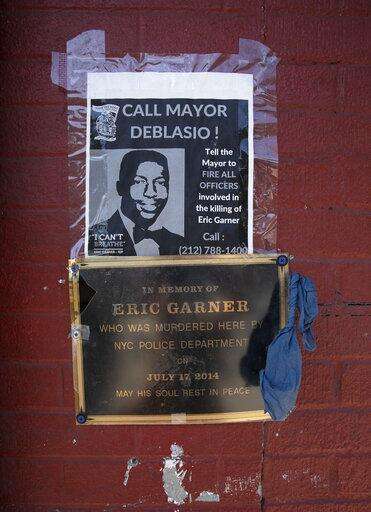 CALL MAYOR
DEBLASIO !
Tell the
Mayor to
FIRE ALL
OFFICERS
involved in
the killing of
Eric Garner
Call :
(212) 788-1400
"I CAN'T
BREATHE"
IN MEMORY OF
ERIC GARNER
WHO WAS MURDERED HERE BY
NYC POLICE DEPARTMENT
ON
JULY 17, 2014
MAY HIS SOUL REST IN PEACE